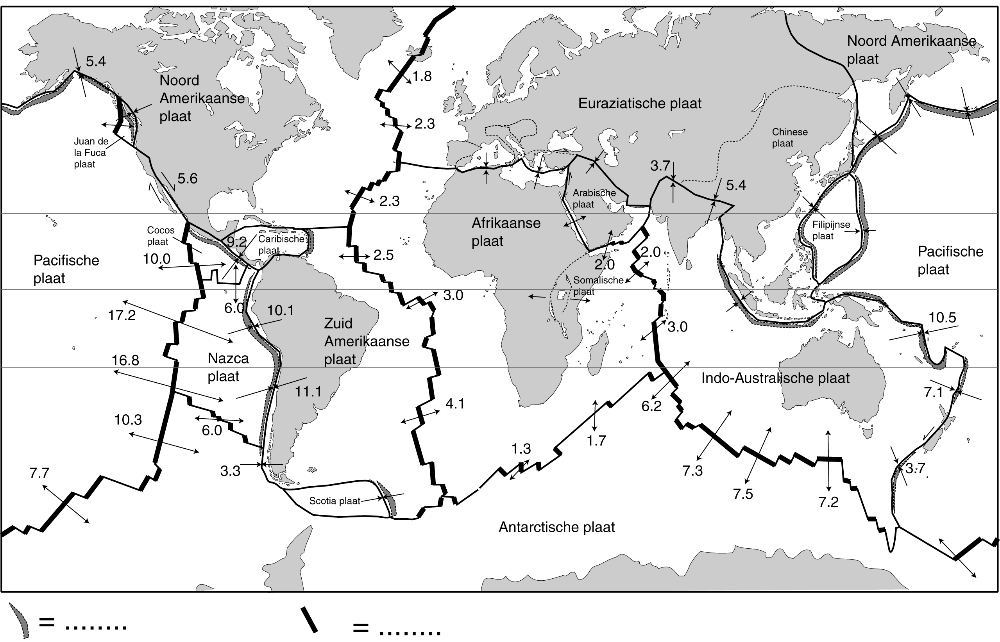 5.4
Noord
Amerikaanse
plaat
1.8
Noord Amerikaanse
plaat
Euraziatische plaat
2.3
Juan de
la Fuca
plaat
Chinese
plaat
5.6
3.7
5.4
2.3
Arabische
plaat
Afrikaanse
plaat
Filipijnse
plaat
Cocos
plaat
9.2
Caribische
plaat
10.0
2.5
2.0
2.0
Pacifische
plaat
Pacifische
plaat
Somalische
plaat
3.0
6.0
17.2
10.1
Zuid
Amerikaanse
plaat
3.0
10.5
16.8
Nazca
plaat
Indo-Australische plaat
11.1
4.1
6.2
7.1
10.3
6.0
1.7
1.3
3.3
7.7
7.3
3.7
7.5
7.2
Scotia plaat
Antarctische plaat
= ........
= ........